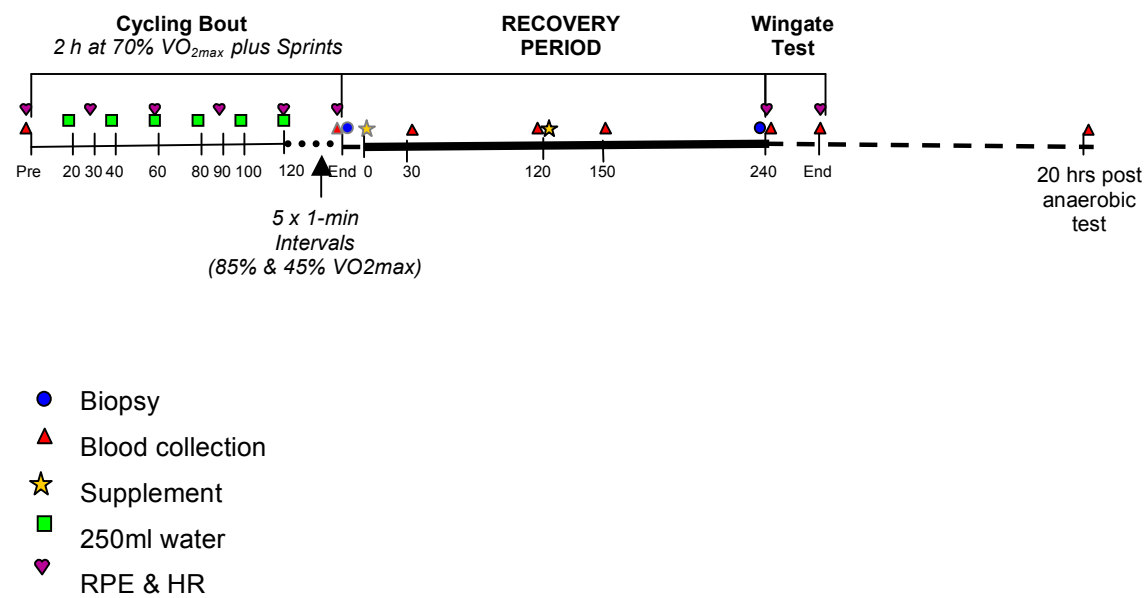 Cycling Bout
2 h at 70% VO2max plus Sprints
RECOVERY
PERIOD
Wingate
Test
Pre 20 30 40 60 80 90 100 120 End 0 30 120 150 240 End
20 hrs post
anaerobic
test
5 x 1-min
Intervals
(85% & 45% VO2max)
Biopsy
Blood collection
Supplement
250ml water
RPE & HR